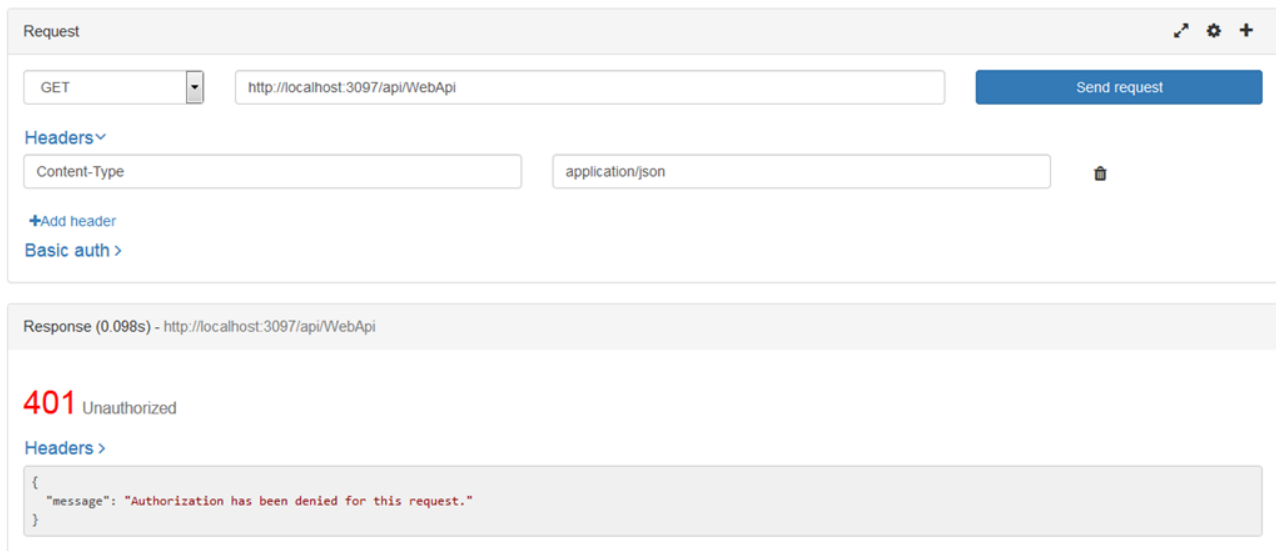 Request
GET http://localhost:3097/api/WebApi Send request
Headers
Content-Type application/json
Add header
Basic auth
Response (0.098s) - http://localhost:3097/api/WebApi
401 Unauthorized
Headers
{
"message": "Authorization has been denied for this request."
}